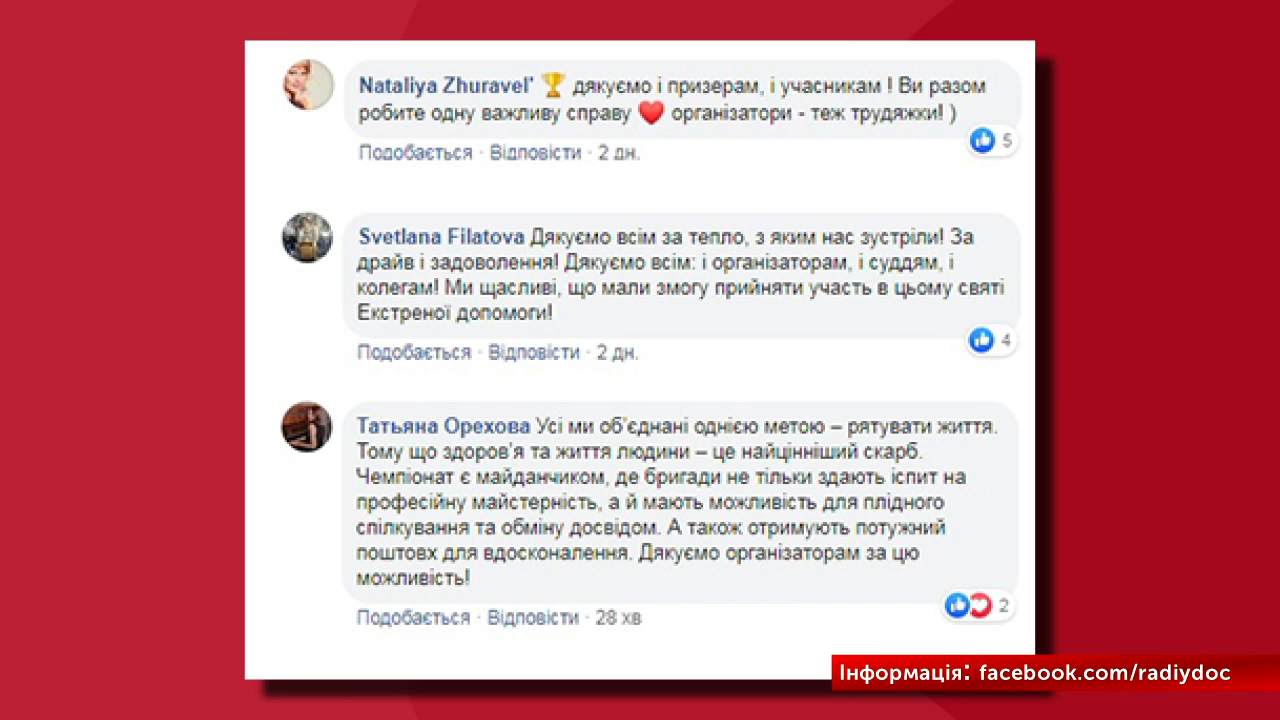 Nataliya Zhuravel' 🏆 дякуємо і призерам, і учасникам ! Ви разом
робите одну важливу справу ❤️ організатори - теж трудяжки! )
5
Подобається · Відповісти · 2 дн.
Svetlana Filatova Дякуємо всім за тепло, з яким нас зустріли! За
драйв і задоволення! Дякуємо всім: і організаторам, і суддям, і
колегам! Ми щасливі, що мали змогу прийняти участь в цьому святі
Екстреної допомоги!
4
Подобається · Відповісти · 2 дн.
Татьяна Орехова Усі ми об'єднані однією метою – рятувати життя.
Тому що здоров'я та життя людини – це найцінніший скарб.
Чемпіонат є майданчиком, де бригади не тільки здають іспит на
професійну майстерність, а й мають можливість для плідного
спілкування та обміну досвідом. А також отримують потужний
поштовх для вдосконалення. Дякуємо організаторам за цю
можливість!
2
Подобається · Відповісти · 28 хв
Інформація: facebook.com/radiydoc